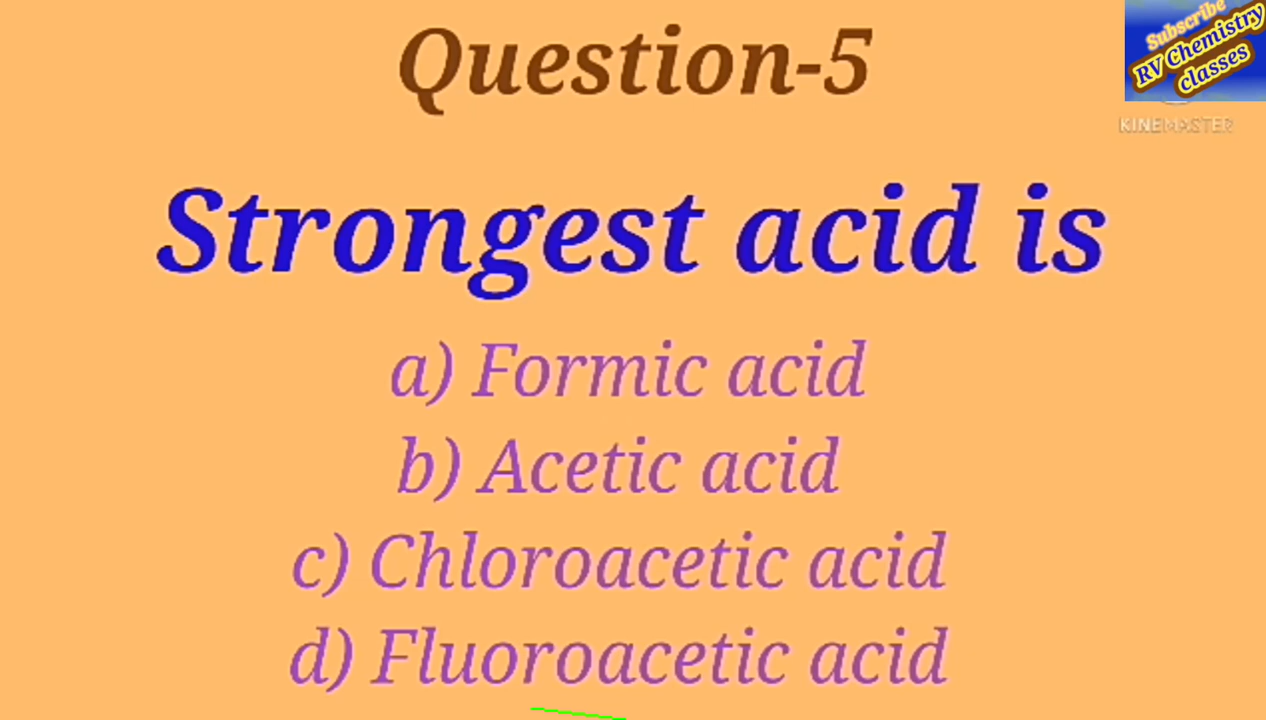 Question-5
Subscribe
RV Chemistry
classes
KINEMASTER
Strongest acid is
a) Formic acid
b) Acetic acid
c) Chloroacetic acid
d) Fluoroacetic acid